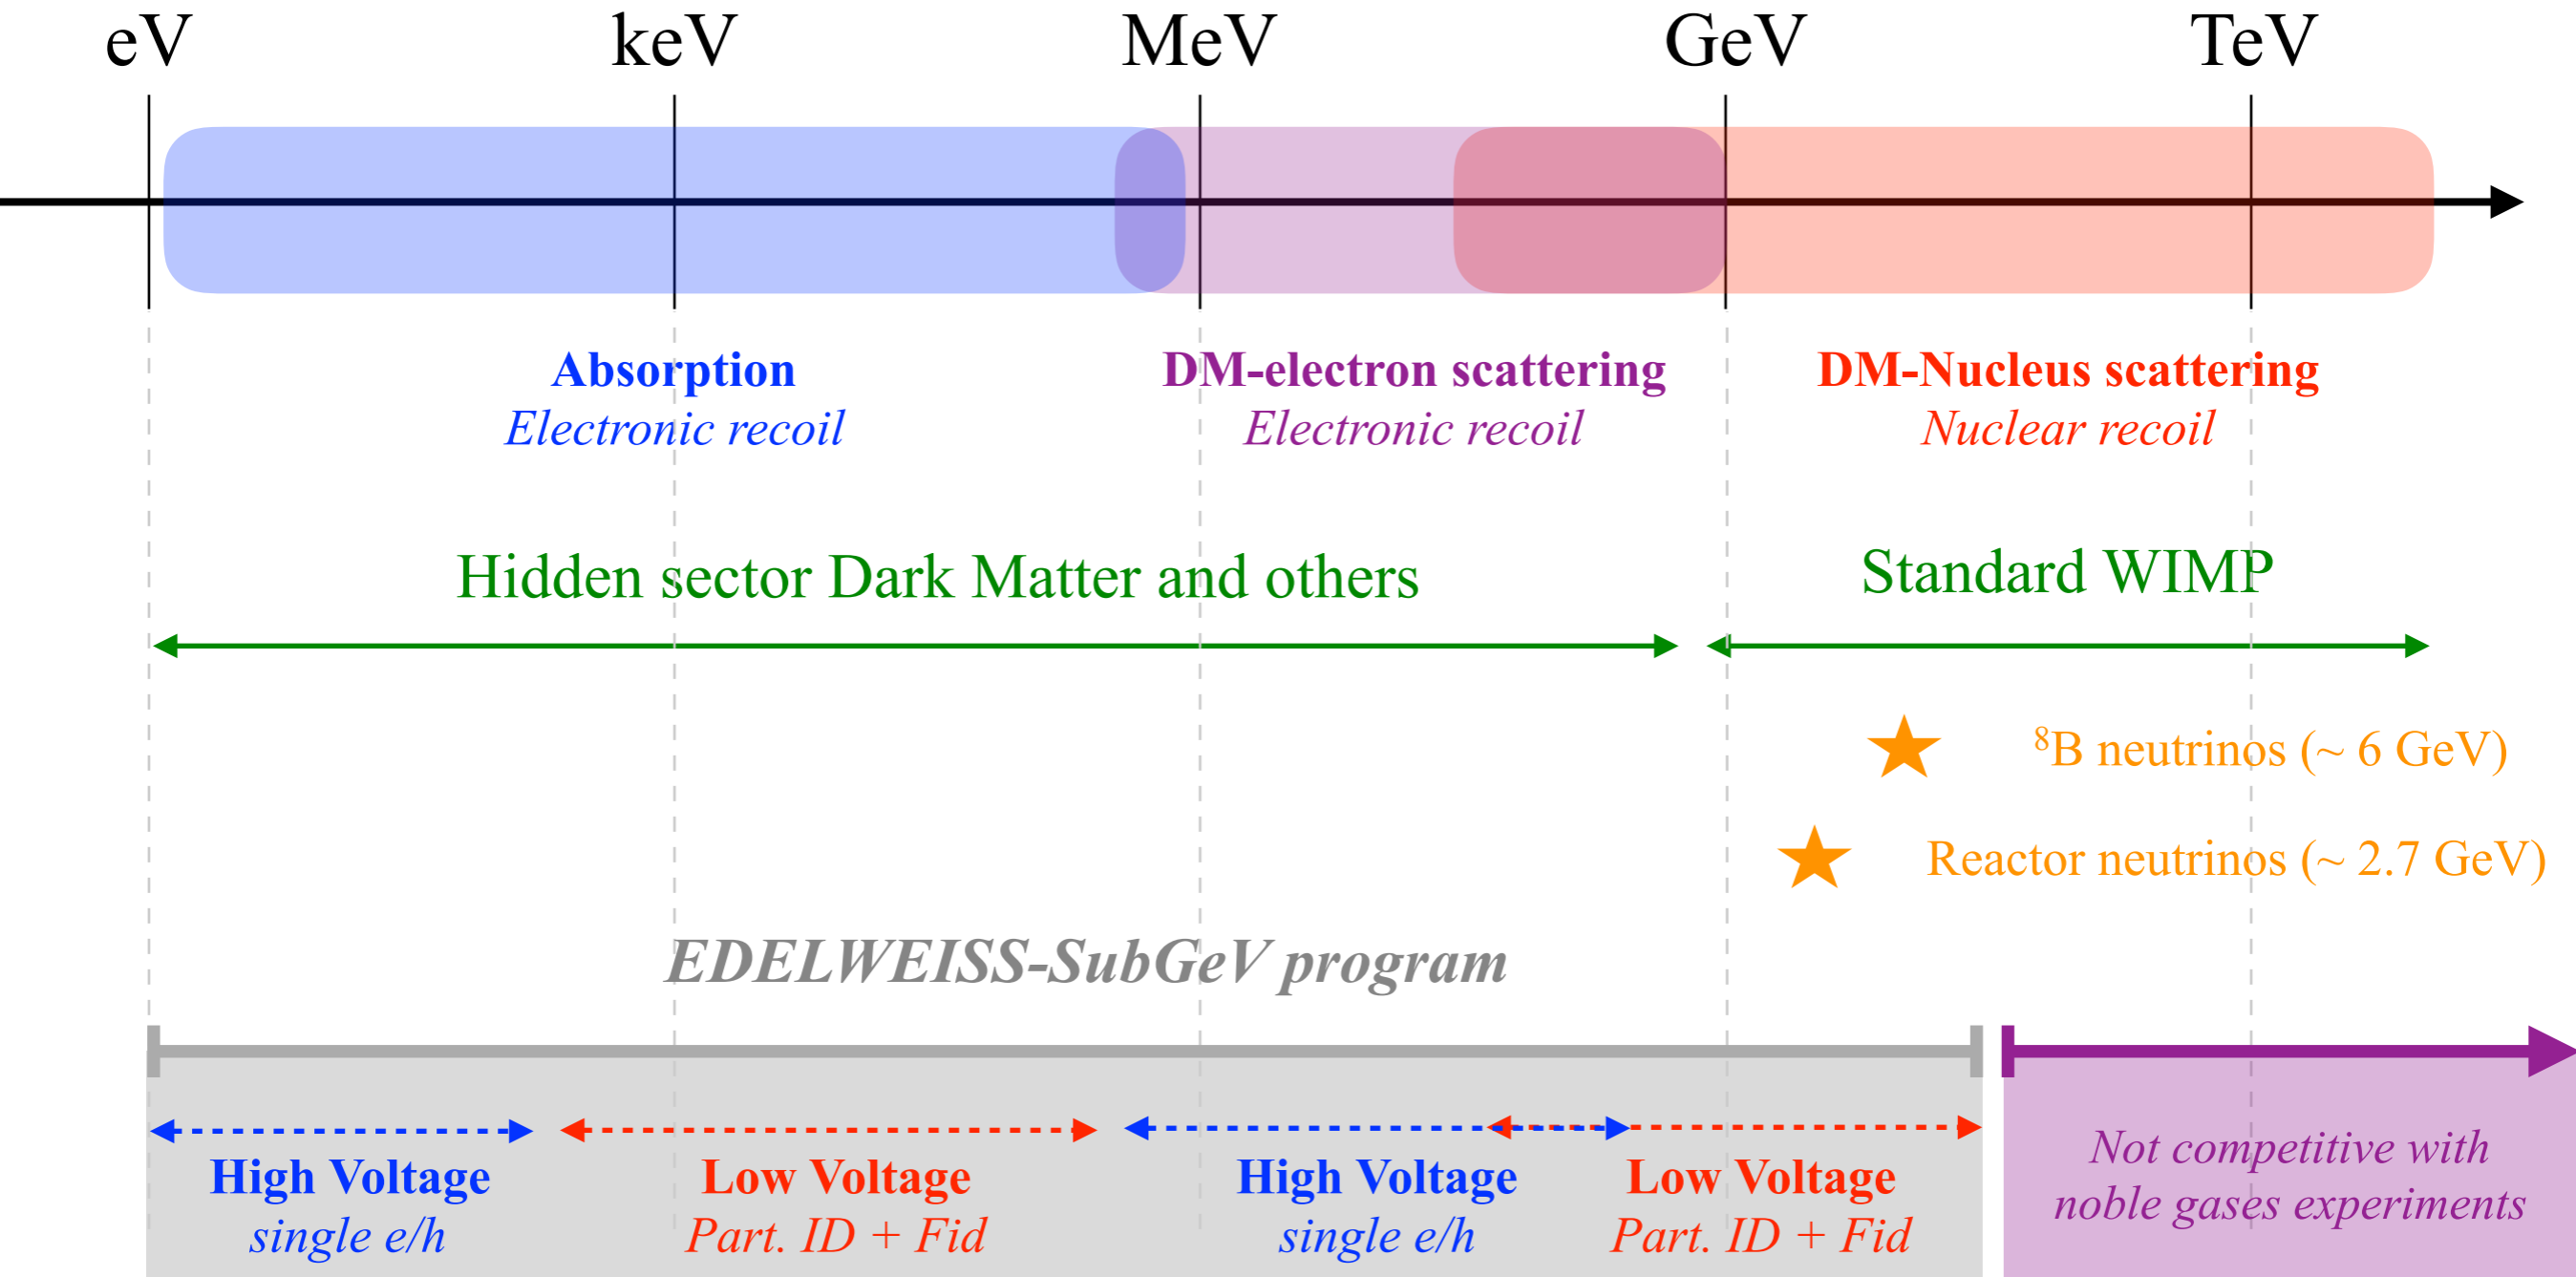 eV keV MeV GeV TeV
Absorption
Electronic recoil
DM-electron scattering
Electronic recoil
DM-Nucleus scattering
Nuclear recoil
Hidden sector Dark Matter and others
Standard WIMP
⁸B neutrinos (~ 6 GeV)
Reactor neutrinos (~ 2.7 GeV)
EDELWEISS-SubGeV program
High Voltage
single e/h
Low Voltage
Part. ID + Fid
High Voltage
single e/h
Low Voltage
Part. ID + Fid
Not competitive with
noble gases experiments